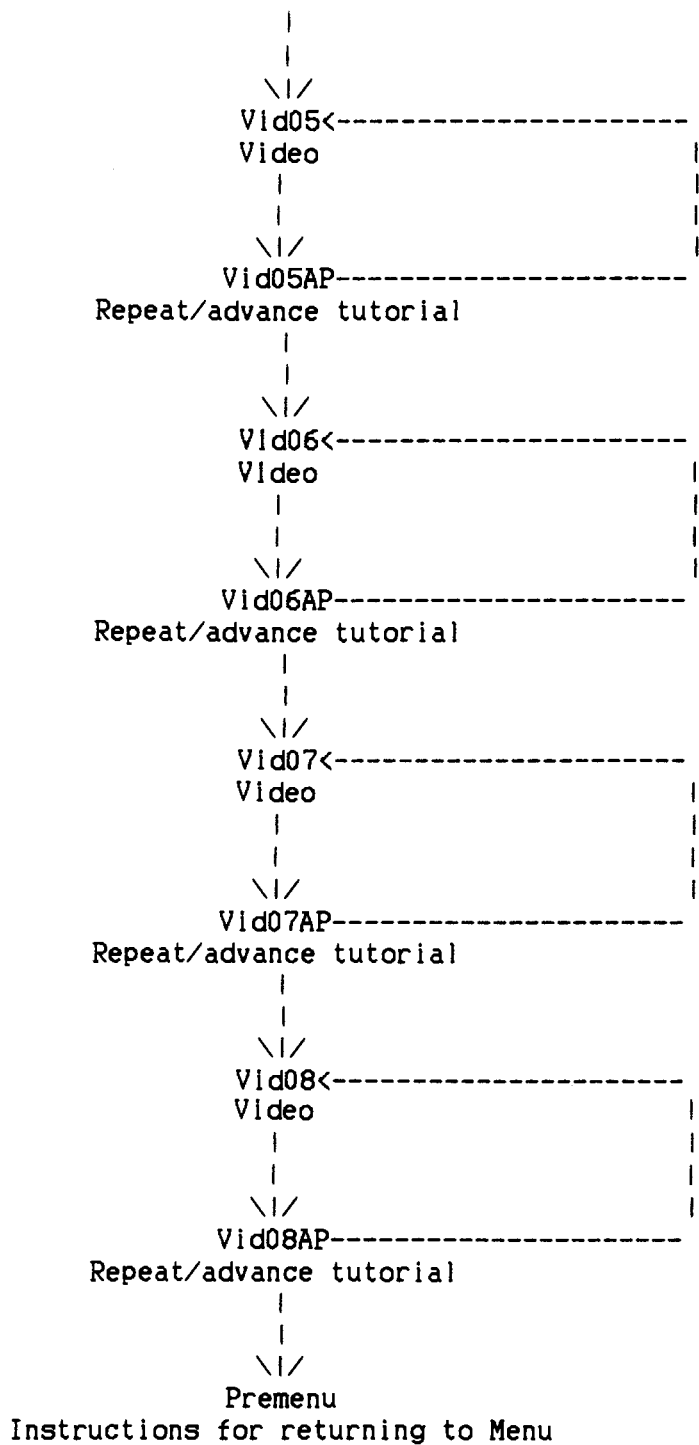 |
|
\|/
Vid05<----------------------
Video |
| |
| |
\|/ |
Vid05AP----------------------
Repeat/advance tutorial
|
|
\|/
Vid06<----------------------
Video |
| |
| |
\|/ |
Vid06AP----------------------
Repeat/advance tutorial
|
|
\|/
Vid07<----------------------
Video |
| |
| |
\|/ |
Vid07AP----------------------
Repeat/advance tutorial
|
|
\|/
Vid08<----------------------
Video |
| |
| |
\|/ |
Vid08AP----------------------
Repeat/advance tutorial
|
|
\|/
Premenu
Instructions for returning to Menu